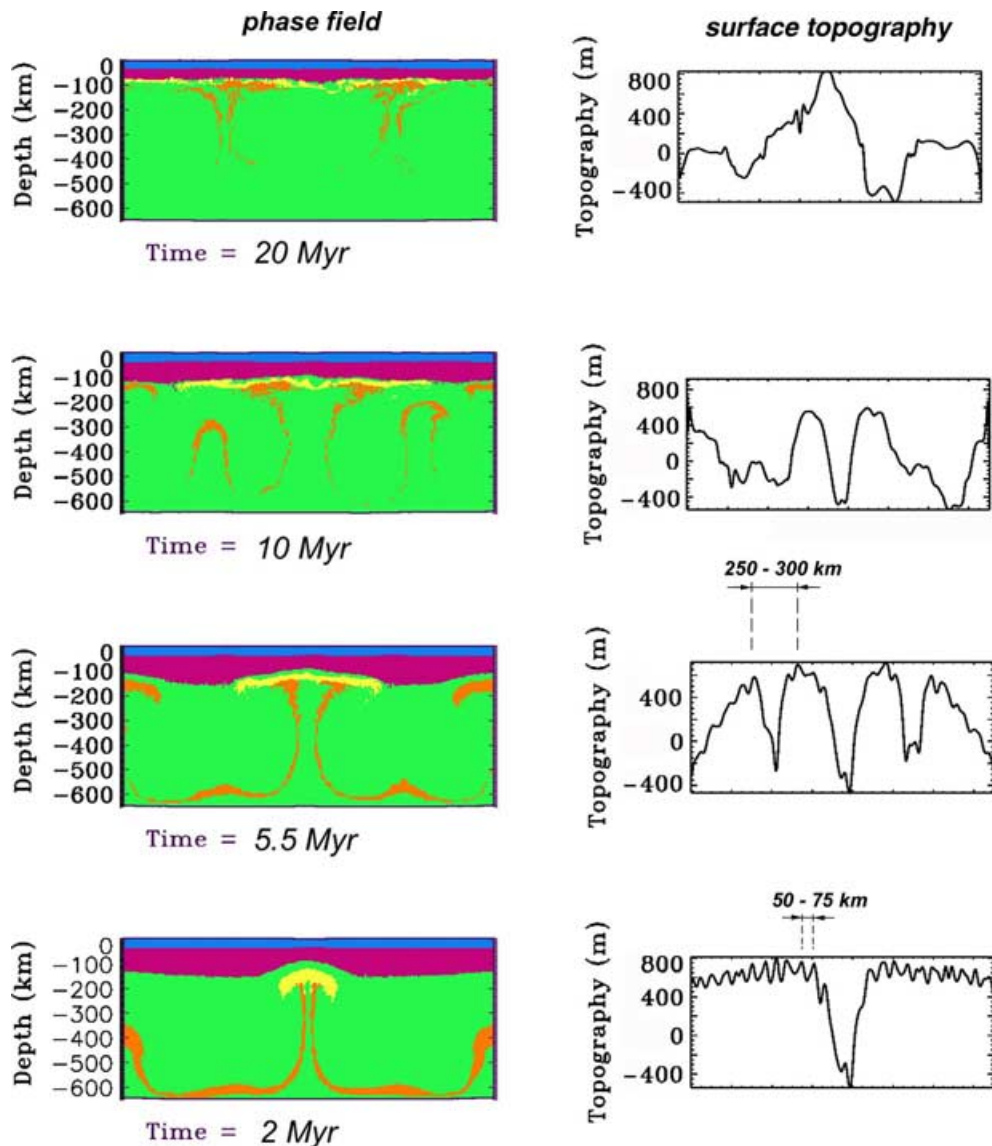 phase field
surface topography
Depth (km)
0
−100
−200
−300
−400
−500
−600
Time = 20 Myr
Topography (m)
800
400
0
−400
Depth (km)
0
−100
−200
−300
−400
−500
−600
Time = 10 Myr
Topography (m)
800
400
0
−400
250 - 300 km
Depth (km)
0
−100
−200
−300
−400
−500
−600
Time = 5.5 Myr
Topography (m)
400
0
−400
50 - 75 km
Depth (km)
0
−100
−200
−300
−400
−500
−600
Time = 2 Myr
Topography (m)
800
400
0
−400